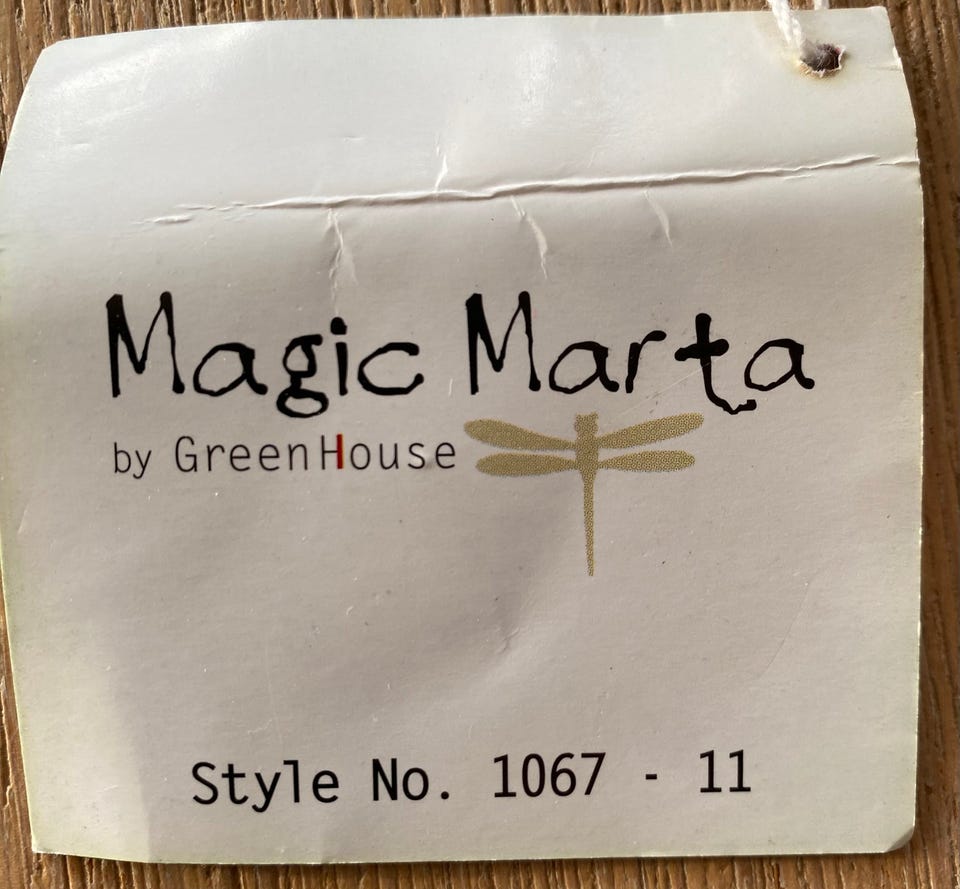 Magic Marta
by GreenHouse
Style No. 1067 - 11